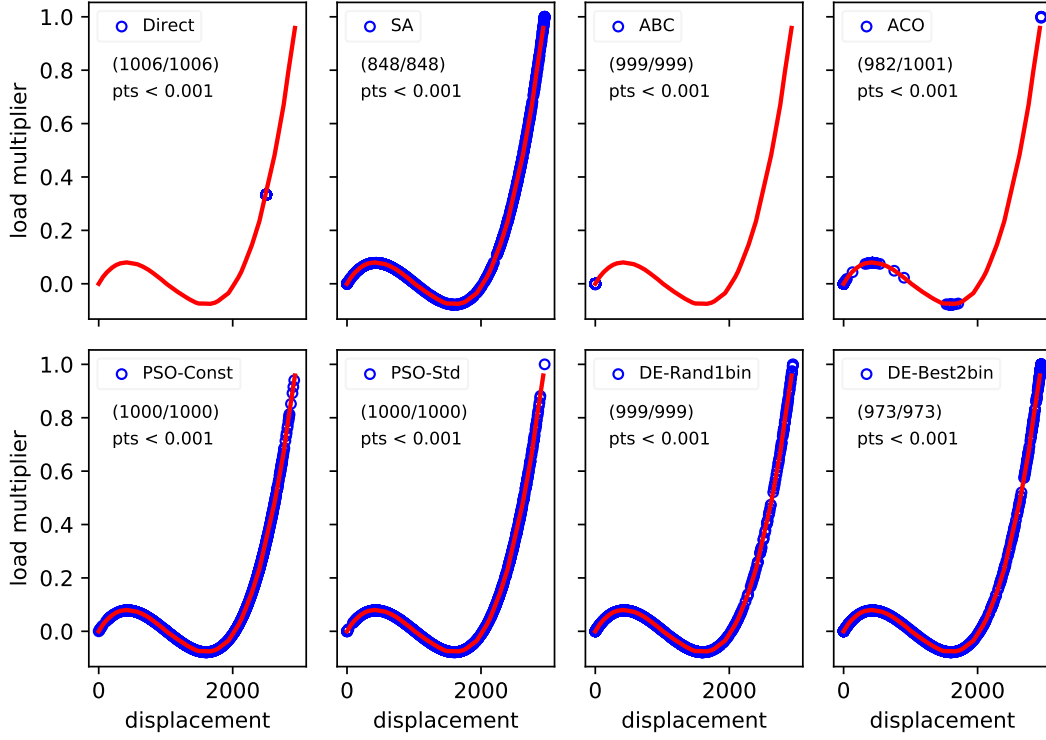 Direct
(1006/1006)
pts < 0.001
SA
(848/848)
pts < 0.001
ABC
(999/999)
pts < 0.001
ACO
(982/1001)
pts < 0.001
1.0
0.8
0.6
0.4
0.2
0.0
load multiplier
PSO-Const
(1000/1000)
pts < 0.001
PSO-Std
(1000/1000)
pts < 0.001
DE-Rand1bin
(999/999)
pts < 0.001
DE-Best2bin
(973/973)
pts < 0.001
1.0
0.8
0.6
0.4
0.2
0.0
load multiplier
0 2000
0 2000
0 2000
0 2000
displacement
displacement
displacement
displacement